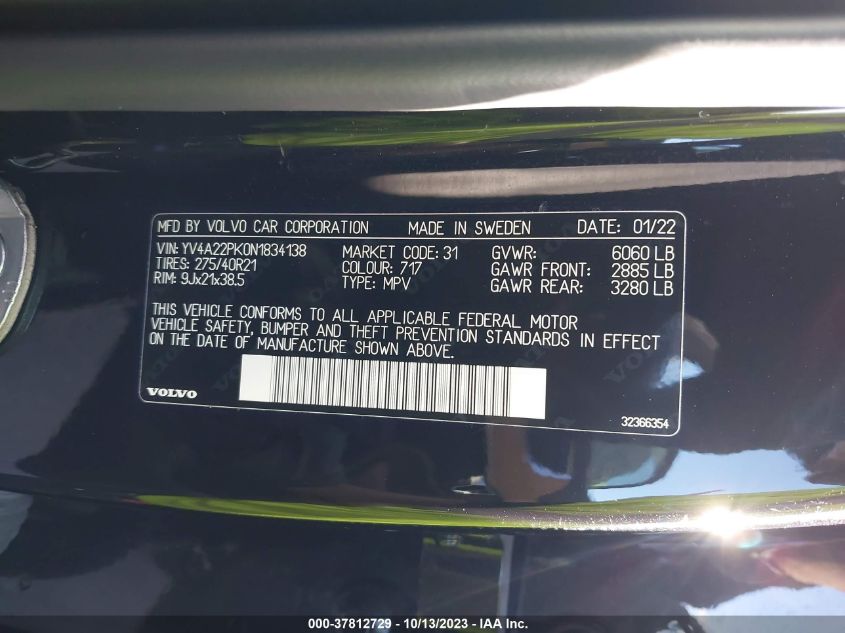 MFD BY VOLVO CAR CORPORATION MADE IN SWEDEN DATE: 01/22
VIN: YV4A22PK0N1834138 MARKET CODE: 31 GVWR: 6060 LB
TIRES: 275/40R21 COLOUR: 717 GAWR FRONT: 2885 LB
RIM: 9Jx21x38.5 TYPE: MPV GAWR REAR: 3280 LB
THIS VEHICLE CONFORMS TO ALL APPLICABLE FEDERAL MOTOR
VEHICLE SAFETY, BUMPER AND THEFT PREVENTION STANDARDS IN EFFECT
ON THE DATE OF MANUFACTURE SHOWN ABOVE.
VOLVO
32366354
000-37812729 - 10/13/2023 - IAA Inc.